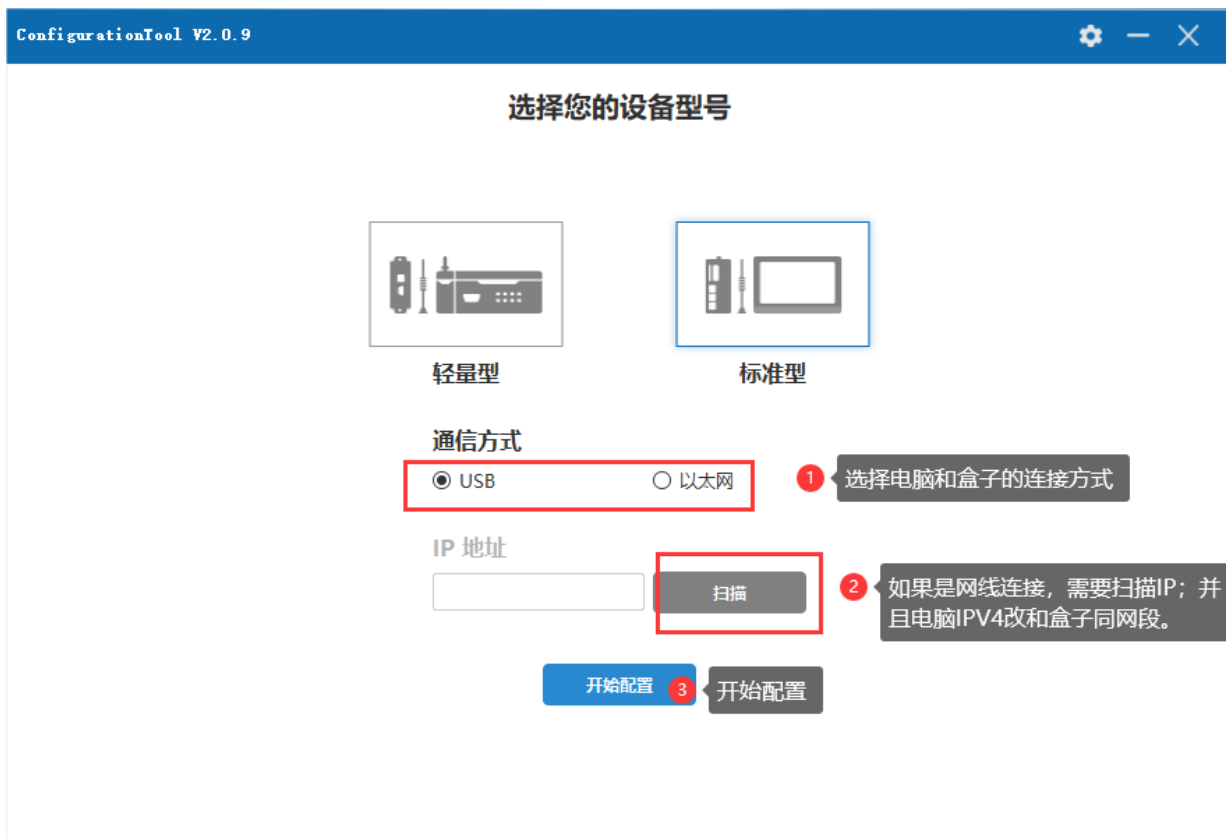 ConfigurationTool V2.0.9
选择您的设备型号
轻量型
标准型
通信方式
USB
以太网
1
选择电脑和盒子的连接方式
IP 地址
扫描
2
如果是网线连接，需要扫描IP；并
且电脑IPV4改和盒子同网段。
开始配置
3
开始配置